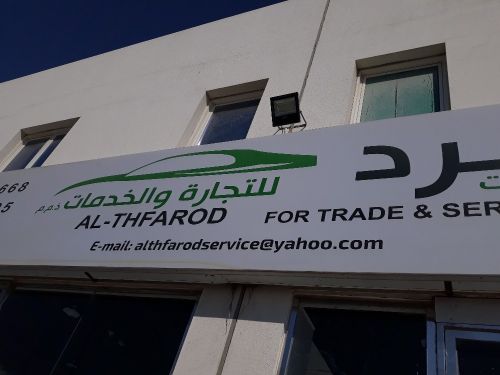 668
للتجارة والخدمات ذ.م.م
AL-THFAROD FOR TRADE & SER
E-mail: althfarodservice@yahoo.com